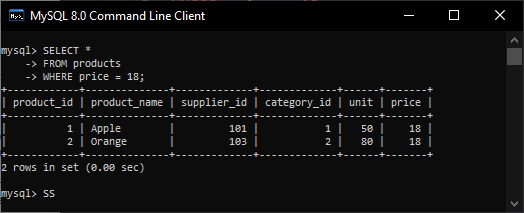 MySQL 8.0 Command Line Client
mysql> SELECT *
    -> FROM products
    -> WHERE price = 18;
+------------+--------------+-------------+-------------+------+-------+
| product_id | product_name | supplier_id | category_id | unit | price |
+------------+--------------+-------------+-------------+------+-------+
|          1 | Apple        |         101 |           1 |   50 |    18 |
|          2 | Orange       |         103 |           2 |   80 |    18 |
+------------+--------------+-------------+-------------+------+-------+
2 rows in set (0.00 sec)
mysql> SS